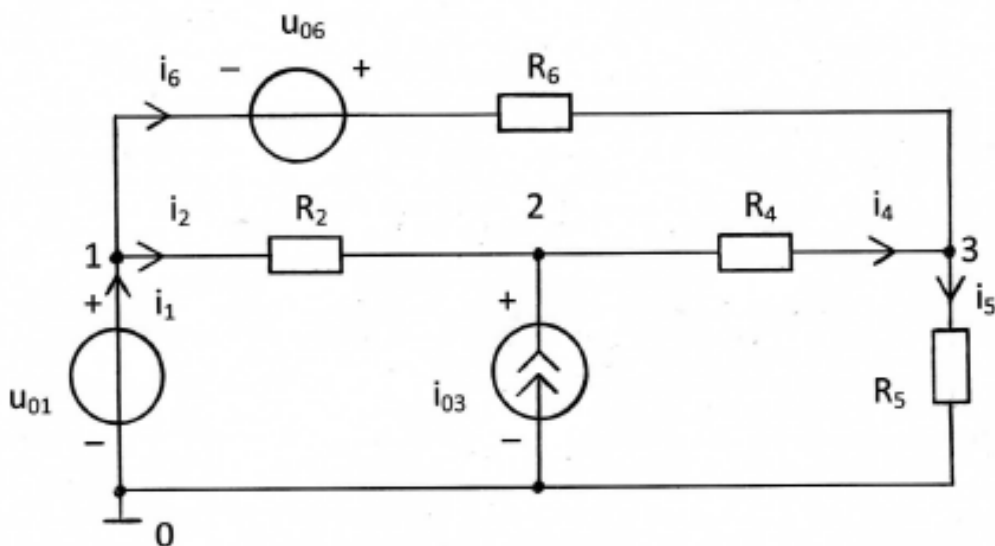 u₀₆
i₆ − + R₆
i₂ R₂ 2 R₄ i₄
1 3
+ i₁ + i₅
u₀₁ i₀₃ R₅
− −
0